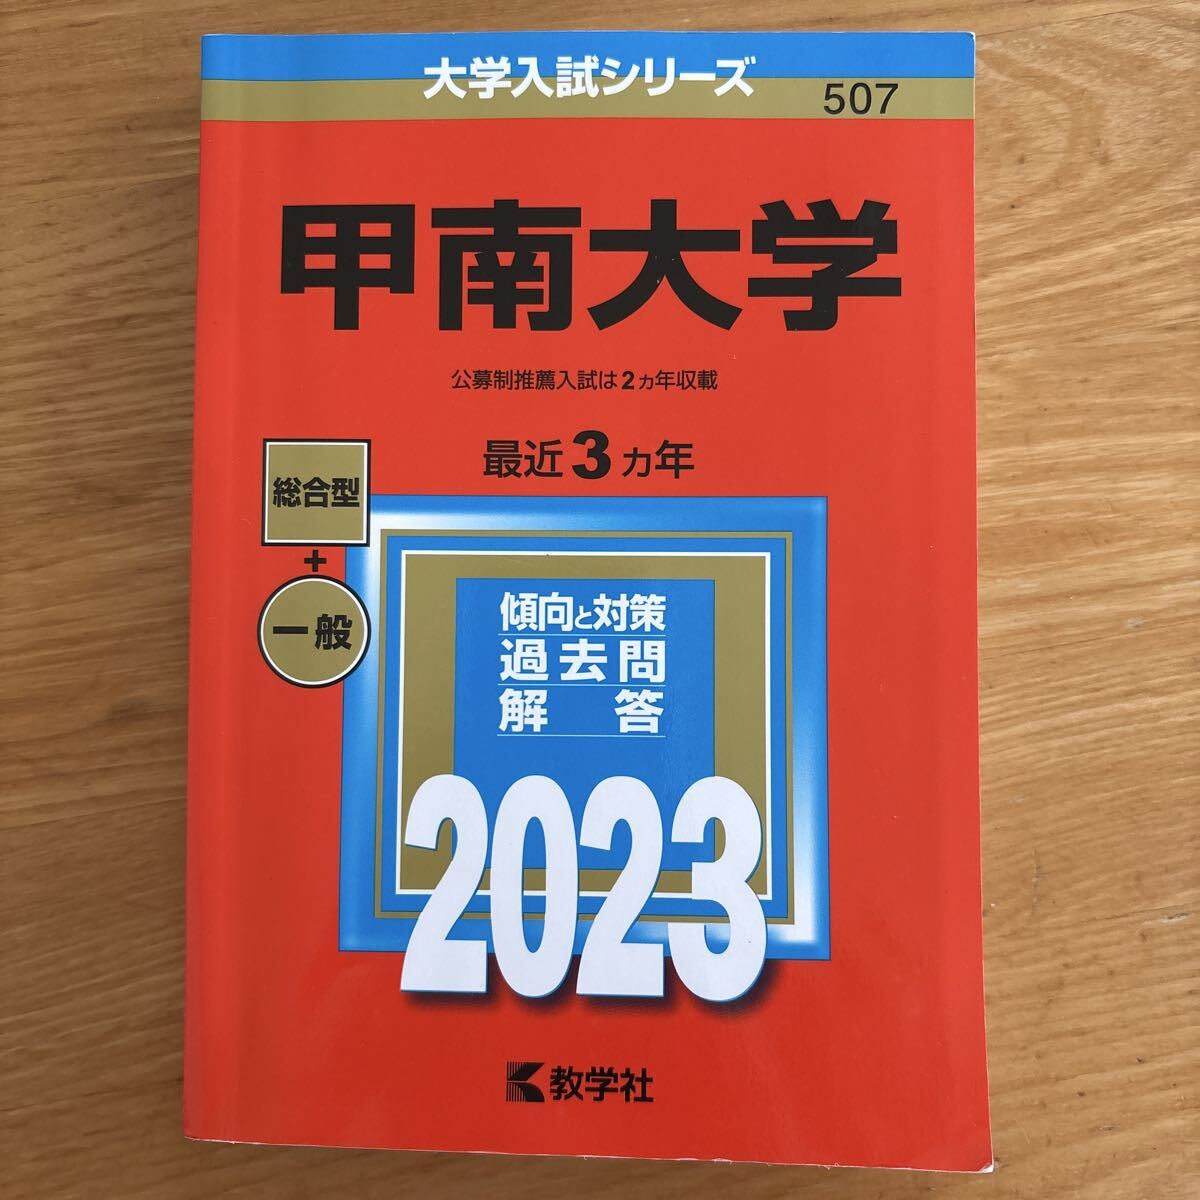 大学入試シリーズ
507
甲南大学
公募制推薦入試は2ヵ年収載
最近3ヵ年
総合型
+
一般
傾向と対策
過去問
解答
2023
教学社